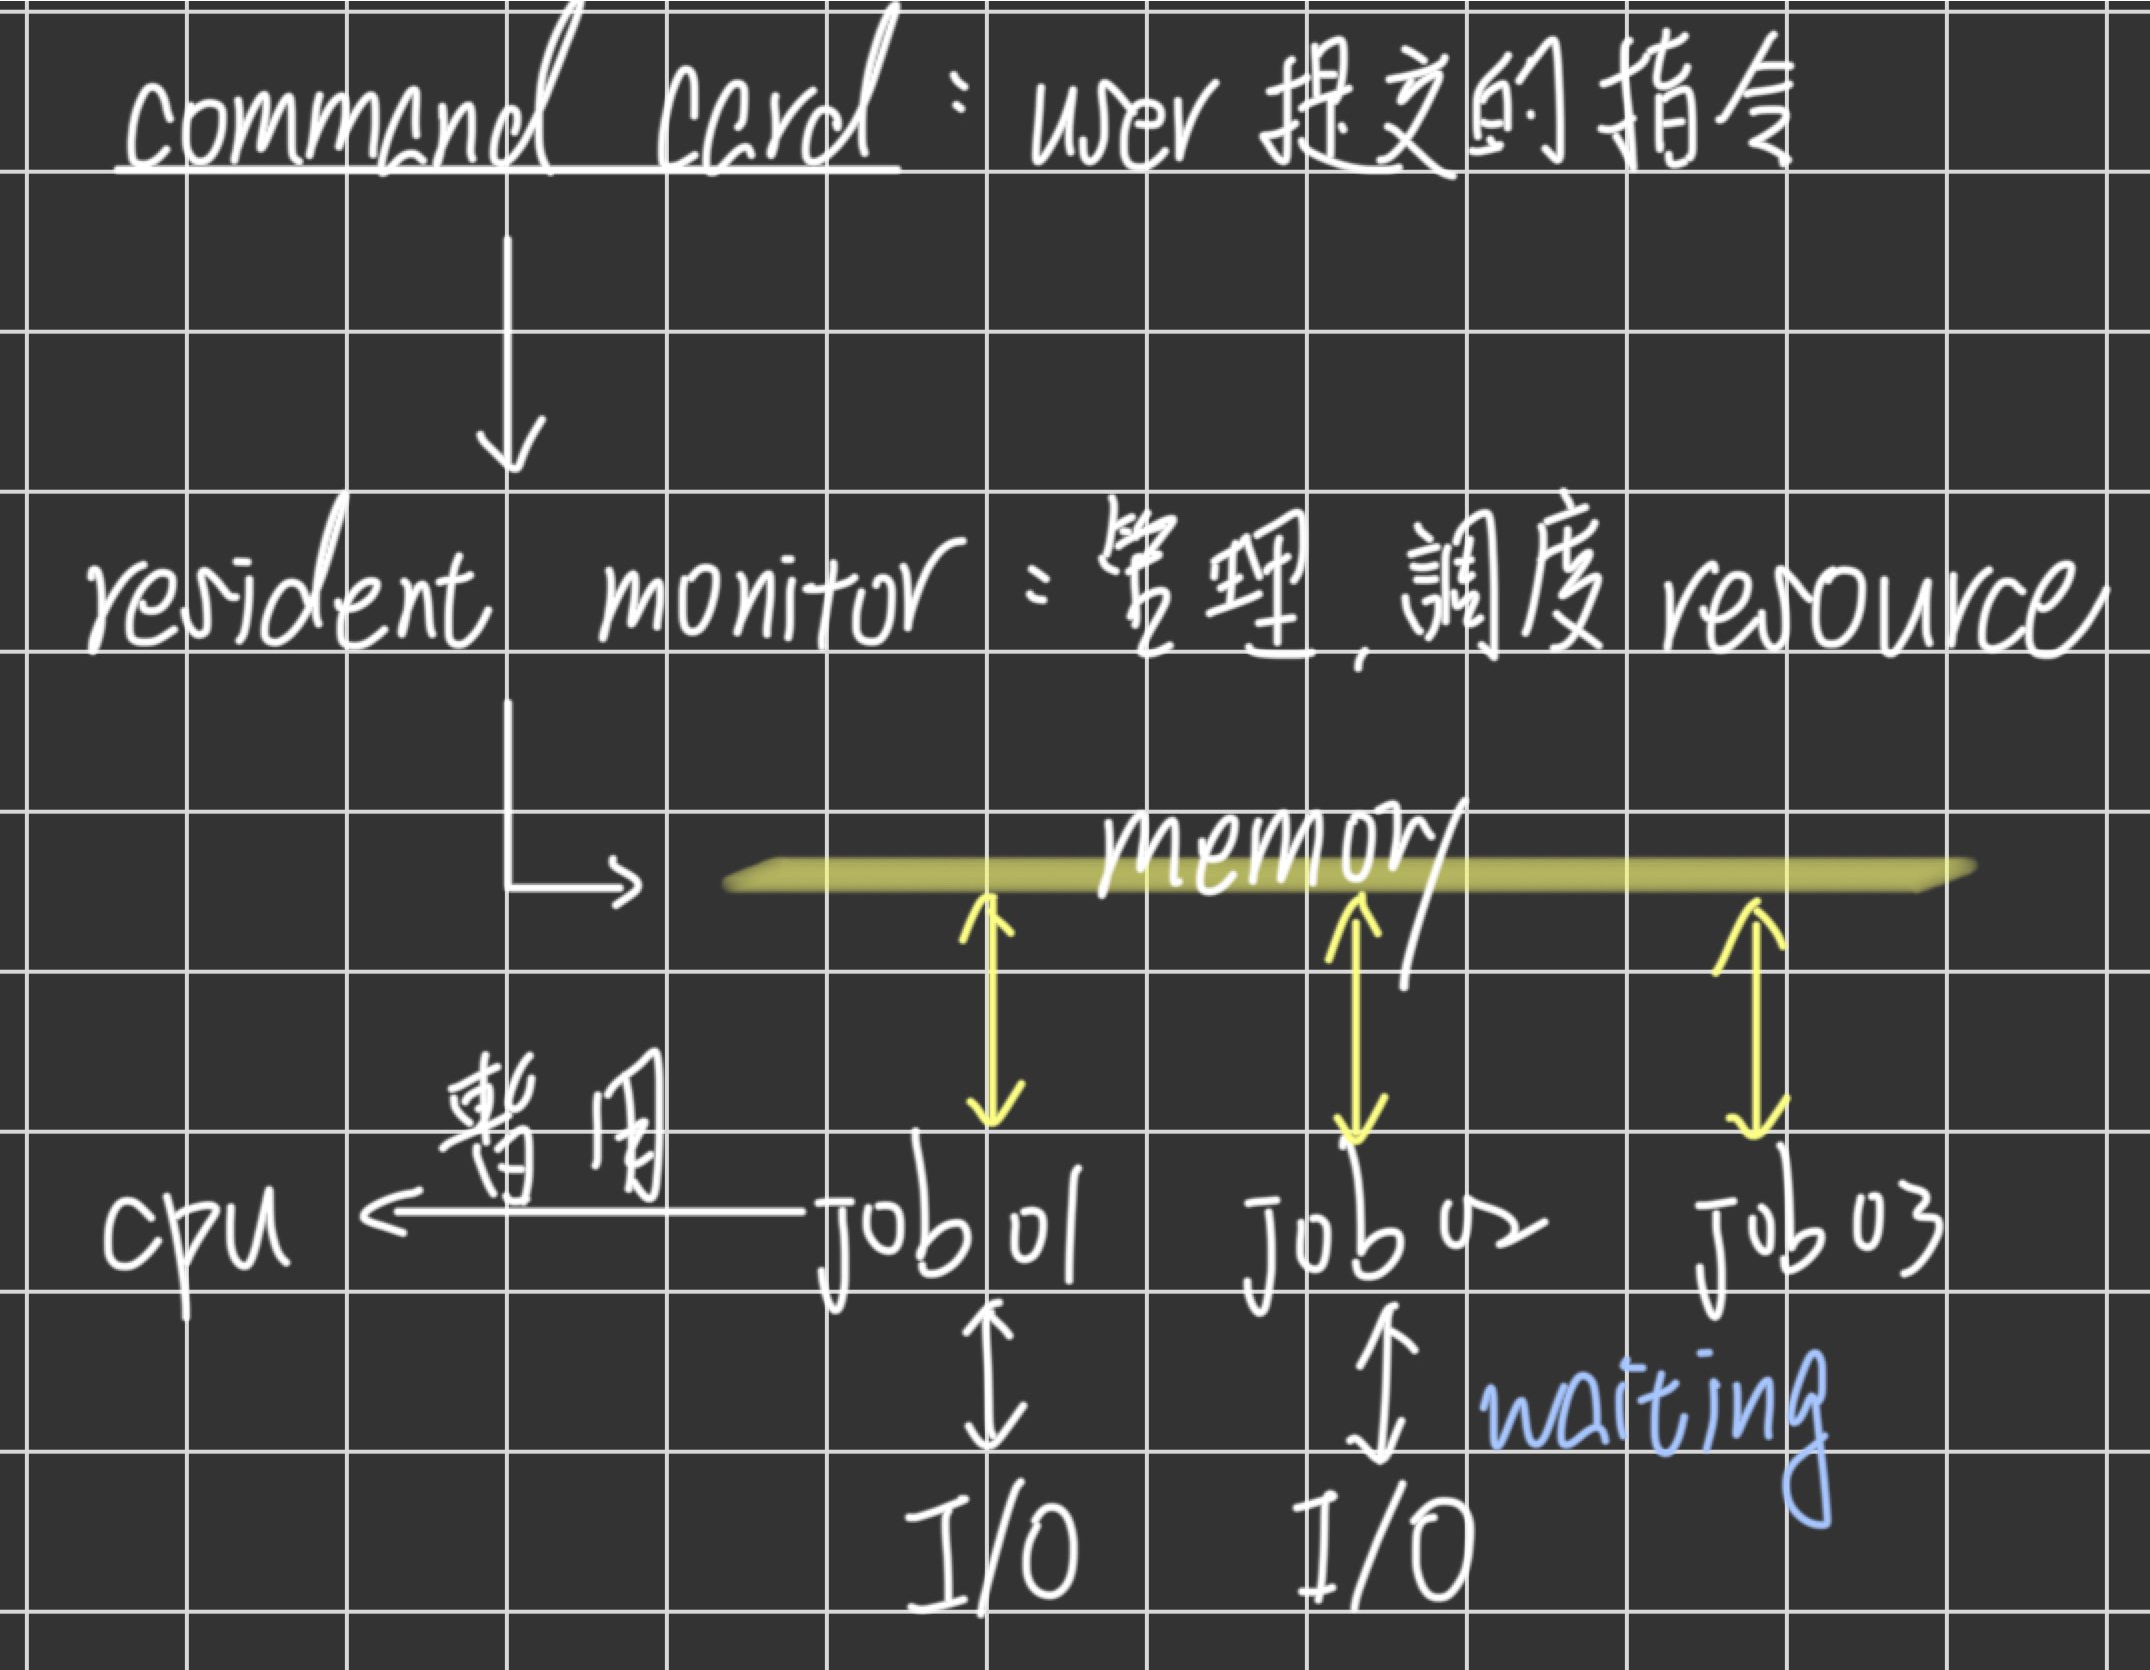 command card：user 提交的指令
resident monitor：管理、調度 resource
memory
暫用
cpu job 01 job 02 job 03
waiting
I/O I/O